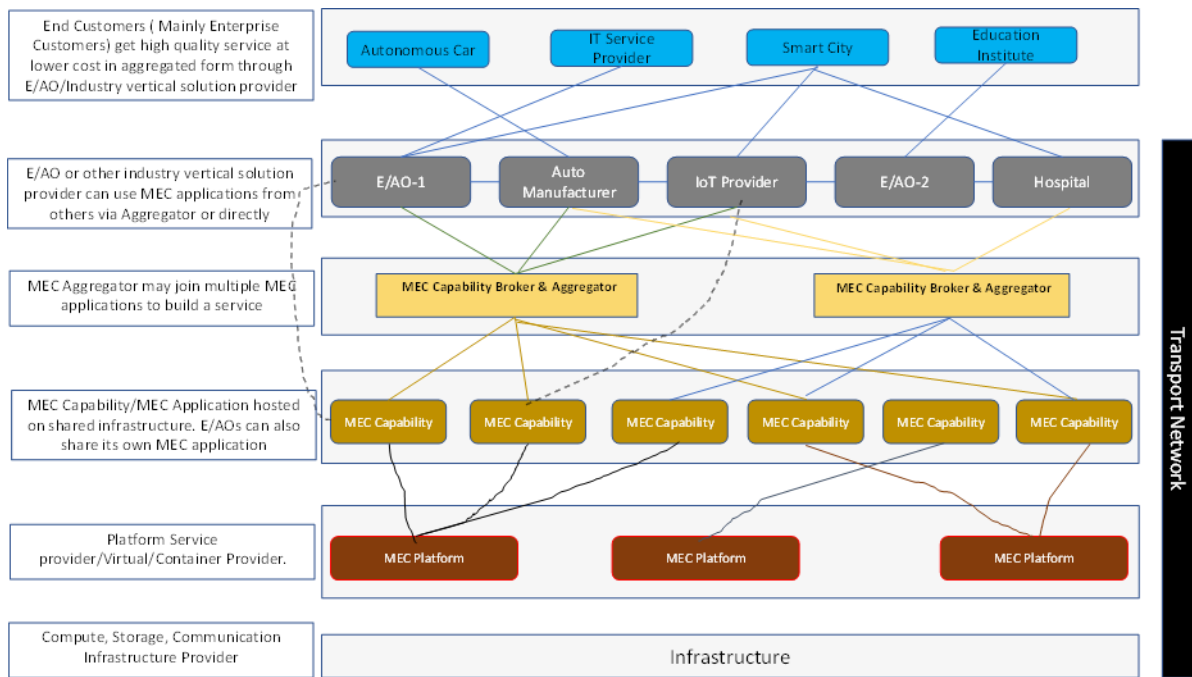 End Customers ( Mainly Enterprise
Customers) get high quality service at
lower cost in aggregated form through
E/AO/Industry vertical solution provider
Autonomous Car
IT Service
Provider
Smart City
Education
Institute
E/AO or other industry vertical solution
provider can use MEC applications from
others via Aggregator or directly
E/AO-1
Auto
Manufacturer
IoT Provider
E/AO-2
Hospital
MEC Aggregator may join multiple MEC
applications to build a service
MEC Capability Broker & Aggregator
MEC Capability Broker & Aggregator
MEC Capability/MEC Application hosted
on shared infrastructure. E/AOs can also
share its own MEC application
MEC Capability
MEC Capability
MEC Capability
MEC Capability
MEC Capability
MEC Capability
Platform Service
provider/Virtual/Container Provider.
MEC Platform
MEC Platform
MEC Platform
Compute, Storage, Communication
Infrastructure Provider
Infrastructure
Transport Network